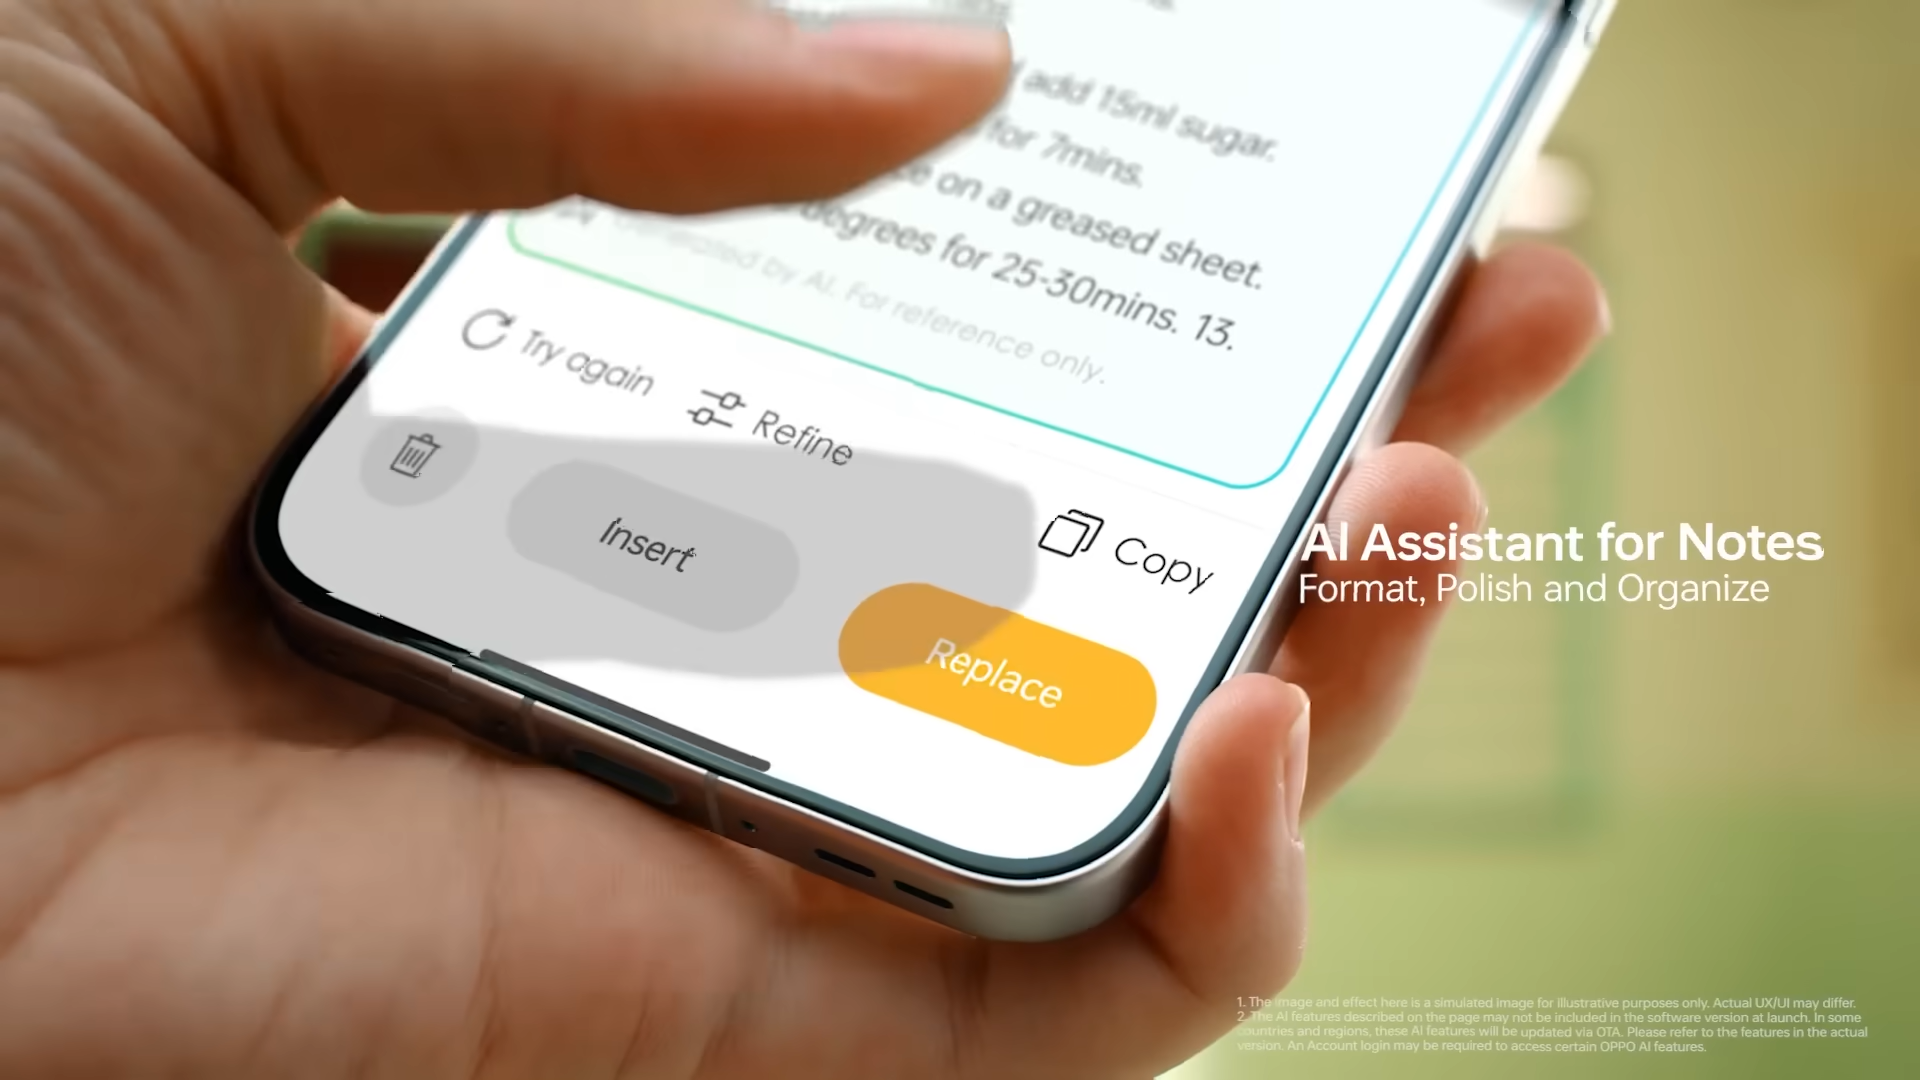 add 15ml sugar.
for 7mins.
on a greased sheet.
degrees for 25-30mins. 13.
by AI. For reference only.
Try again
Refine
Copy
Insert
Replace
AI Assistant for Notes
Format, Polish and Organize
1. The image and effect here is a simulated image for illustrative purposes only. Actual UX/UI may differ.
2. The AI features described on the page may not be included in the software version at launch. In some
countries and regions, these AI features will be updated via OTA. Please refer to the features in the actual
version. An Account login may be required to access certain OPPO AI features.